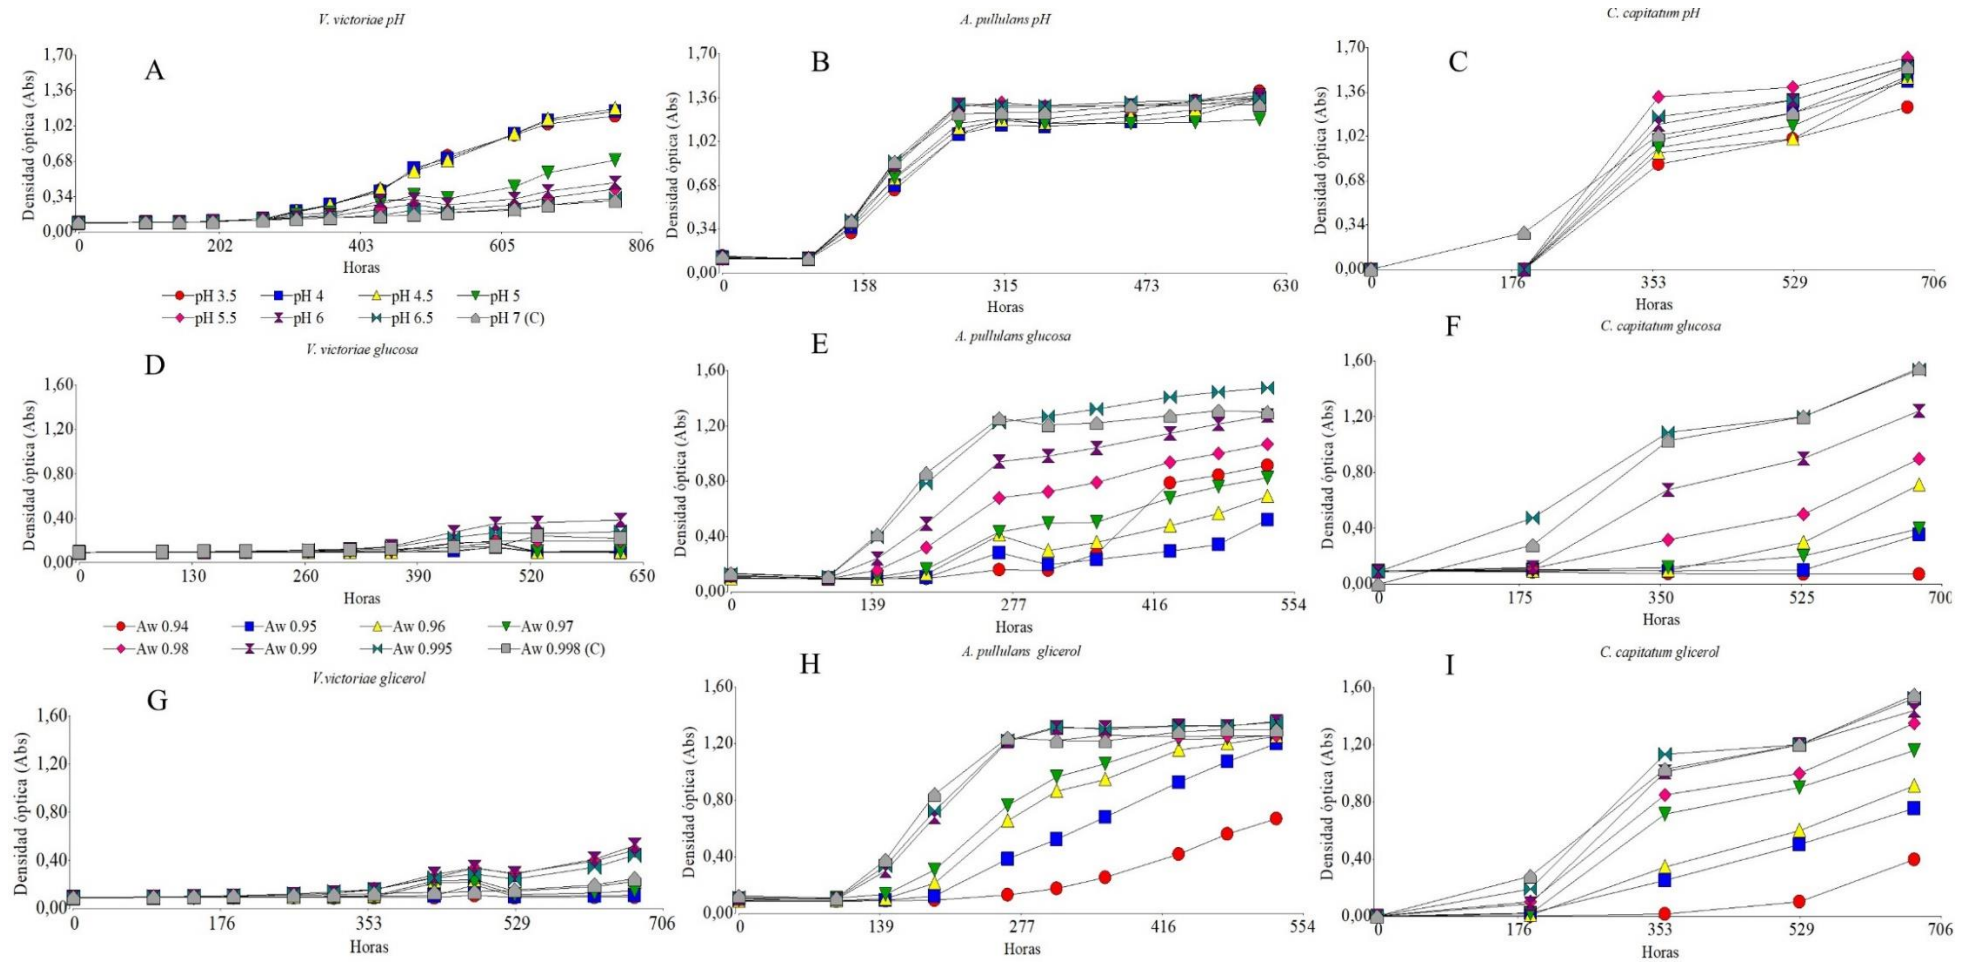 V. victoriae pH
A
Densidad óptica (Abs)
1,70
1,36
1,02
0,68
0,34
0,00
0 202 403 605 806
Horas
A. pullulans pH
B
Densidad óptica (Abs)
1,70
1,36
1,02
0,68
0,34
0,00
0 158 315 473 630
Horas
C. capitatum pH
C
Densidad óptica (Abs)
1,70
1,36
1,02
0,68
0,34
0,00
0 176 353 529 706
Horas
pH 3.5 pH 4 pH 4.5 pH 5
pH 5.5 pH 6 pH 6.5 pH 7 (C)
V. victoriae glucosa
D
Densidad óptica (Abs)
1,60
1,20
0,80
0,40
0,00
0 130 260 390 520 650
Horas
A. pullulans glucosa
E
Densidad óptica (Abs)
1,60
1,20
0,80
0,40
0,00
0 139 277 416 554
Horas
C. capitatum glucosa
F
Densidad óptica (Abs)
1,60
1,20
0,80
0,40
0,00
0 175 350 525 700
Horas
Aw 0.94 Aw 0.95 Aw 0.96 Aw 0.97
Aw 0.98 Aw 0.99 Aw 0.995 Aw 0.998 (C)
V.victoriae glicerol
G
Densidad óptica (Abs)
1,60
1,20
0,80
0,40
0,00
0 176 353 529 706
Horas
A. pullulans glicerol
H
Densidad óptica (Abs)
1,60
1,20
0,80
0,40
0,00
0 139 277 416 554
Horas
C. capitatum glicerol
I
Densidad óptica (Abs)
1,60
1,20
0,80
0,40
0,00
0 176 353 529 706
Horas